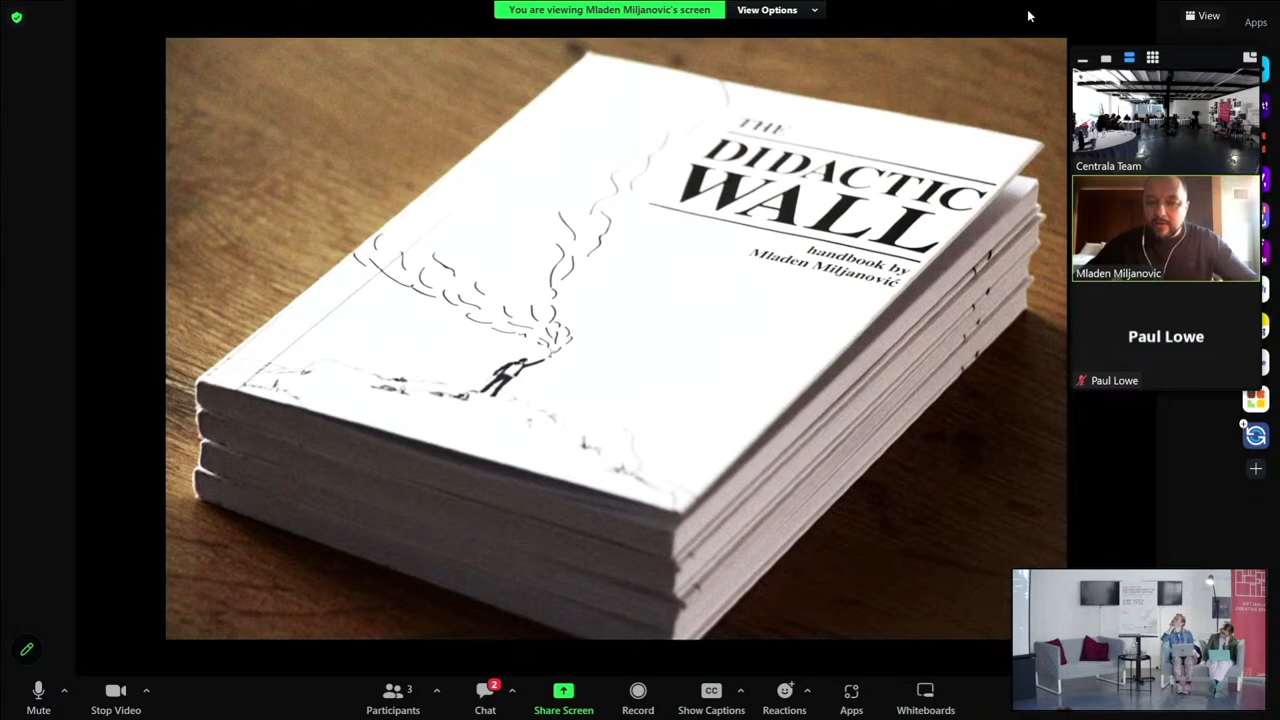 You are viewing Mladen Miljanovic's screen
View Options
View
Apps
THE
DIDACTIC
WALL
handbook by
Mladen Miljanović
Centrala Team
Mladen Miljanovic
Paul Lowe
Paul Lowe
Mute
Stop Video
3
Participants
2
Chat
Share Screen
Record
CC
Show Captions
Reactions
Apps
Whiteboards